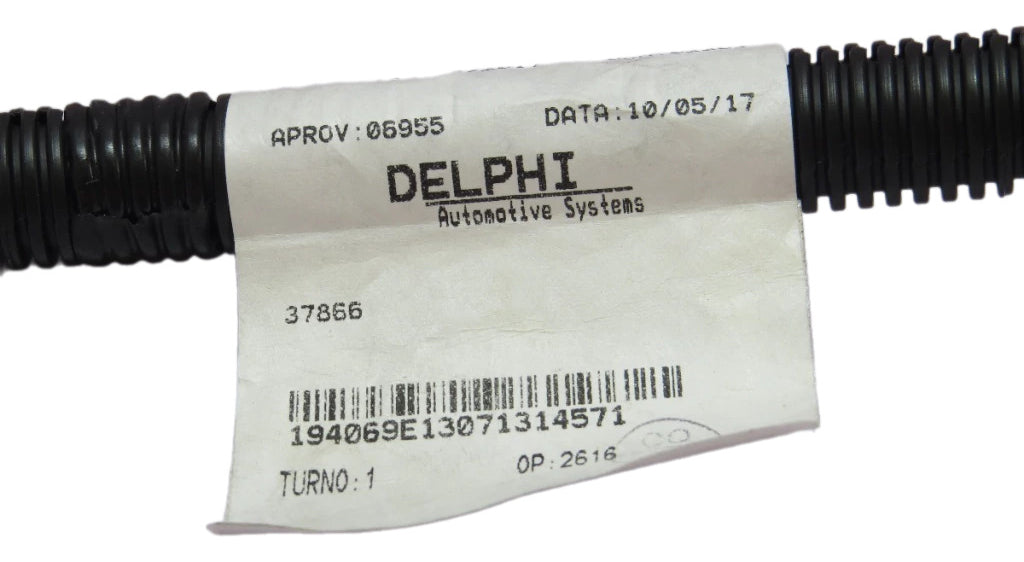 APROV:06955 DATA:10/05/17
DELPHI
Automotive Systems
37866
194069E13071314571
TURNO:1 OP:2616